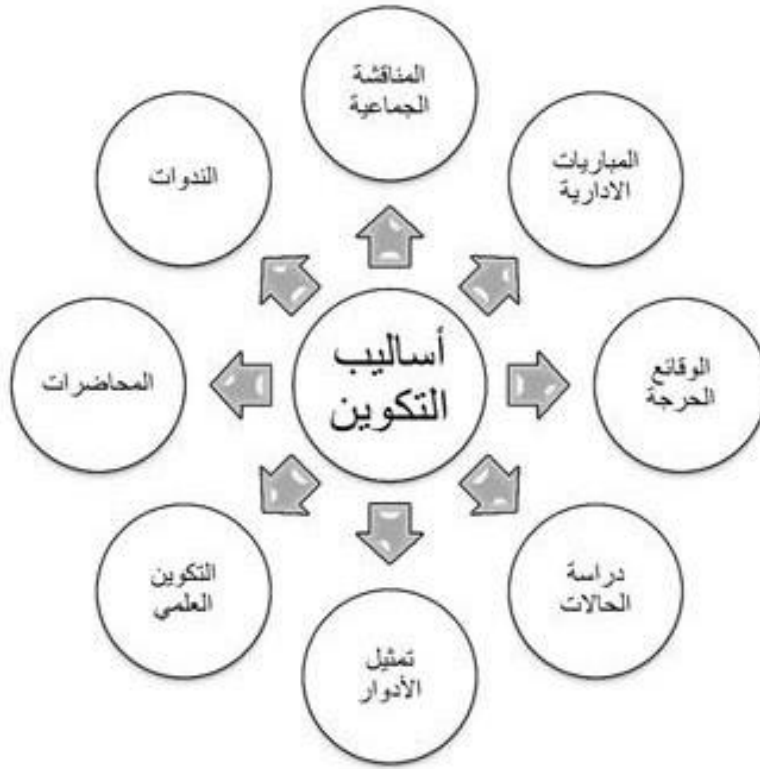 أساليب
التكوين
المناقشة
الجماعية
المباريات
الادارية
الوقائع
الحرجة
دراسة
الحالات
تمثيل
الأدوار
التكوين
العلمي
المحاضرات
الندوات